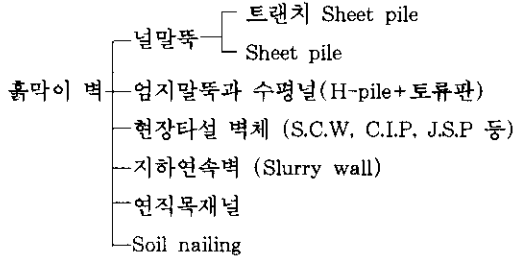 트랜치 Sheet pile
널말뚝
Sheet pile
흙막이 벽
엄지말뚝과 수평널(H-pile+토류판)
현장타설 벽체 (S.C.W, C.I.P, J.S.P 등)
지하연속벽 (Slurry wall)
연직목재널
Soil nailing